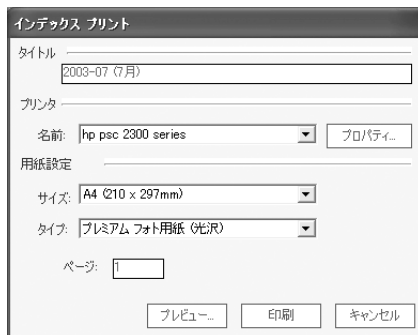 インデックス プリント
タイトル
2003-07 (7月)
プリンタ
名前: hp psc 2300 series プロパティ...
用紙設定
サイズ: A4 (210 x 297mm)
タイプ: プレミアム フォト用紙 (光沢)
ページ: 1
プレビュー... 印刷 キャンセル